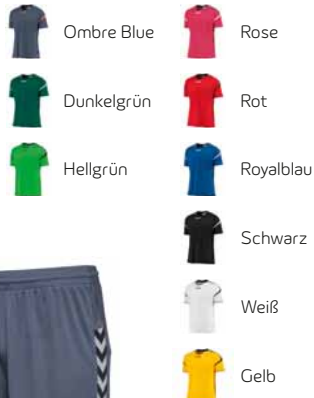 Ombre Blue
Dunkelgrün
Hellgrün
Rose
Rot
Royalblau
Schwarz
Weiß
Gelb